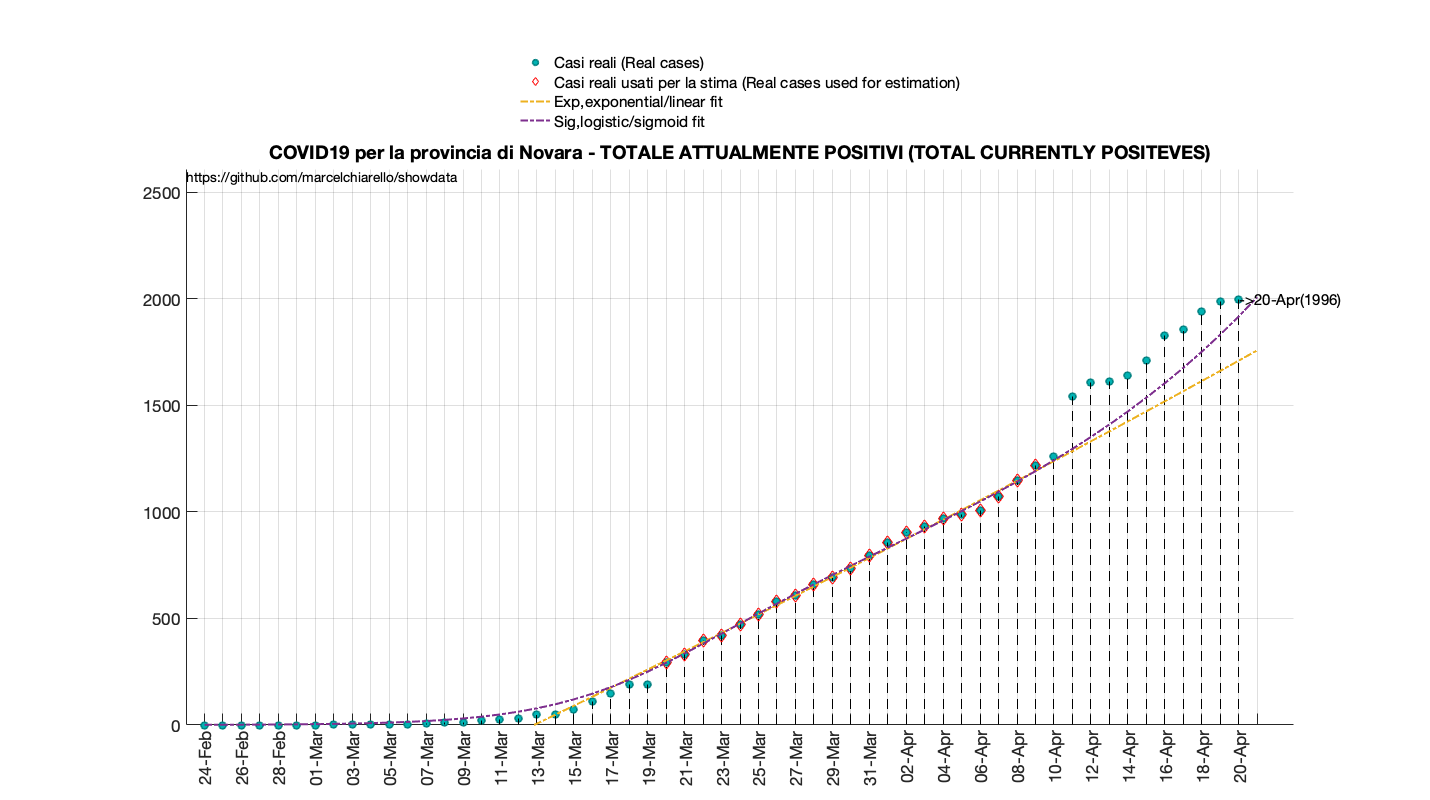 Casi reali (Real cases)
Casi reali usati per la stima (Real cases used for estimation)
Exp,exponential/linear fit
Sig,logistic/sigmoid fit
COVID19 per la provincia di Novara - TOTALE ATTUALMENTE POSITIVI (TOTAL CURRENTLY POSITEVES)
https://github.com/marcelchiarello/showdata
2500
2000
1500
1000
500
0
>20-Apr(1996)
24-Feb
26-Feb
28-Feb
01-Mar
03-Mar
05-Mar
07-Mar
09-Mar
11-Mar
13-Mar
15-Mar
17-Mar
19-Mar
21-Mar
23-Mar
25-Mar
27-Mar
29-Mar
31-Mar
02-Apr
04-Apr
06-Apr
08-Apr
10-Apr
12-Apr
14-Apr
16-Apr
18-Apr
20-Apr